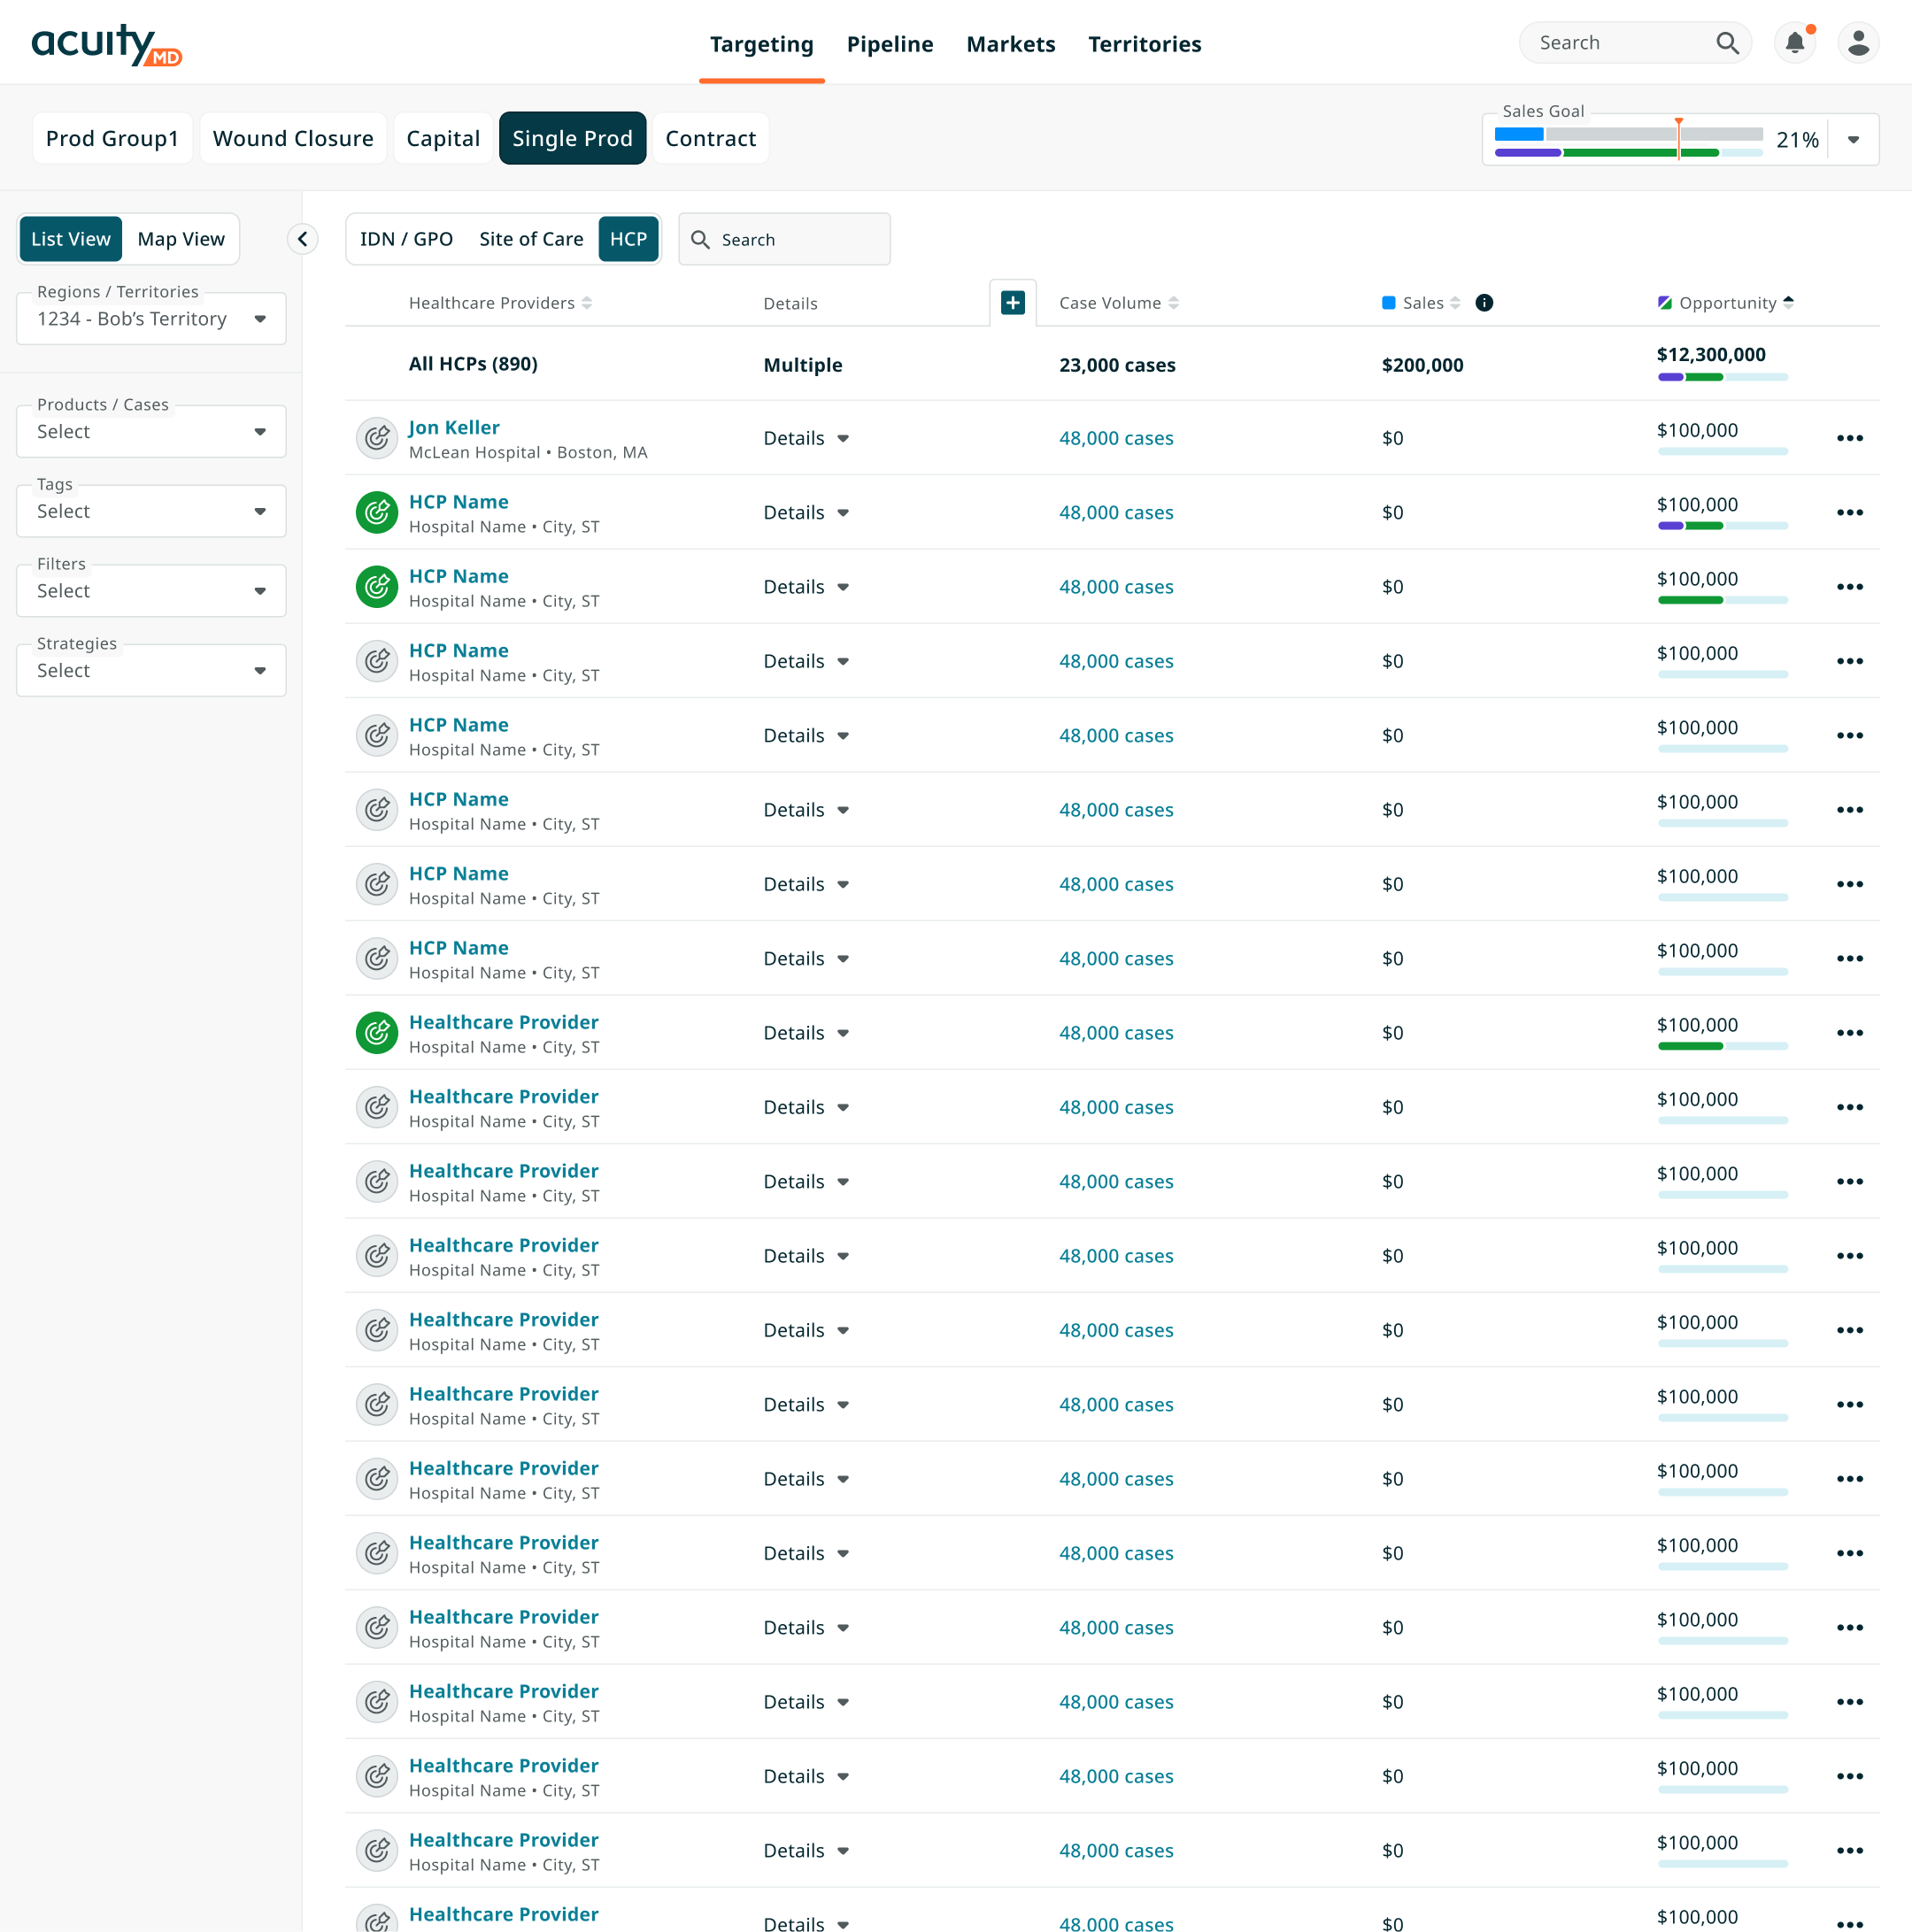 acuity MD
Targeting Pipeline Markets Territories
Search
Prod Group1 Wound Closure Capital Single Prod Contract
Sales Goal
21%
List View Map View
Regions / Territories
1234 - Bob’s Territory
Products / Cases
Select
Tags
Select
Filters
Select
Strategies
Select
IDN / GPO Site of Care HCP
Search
Healthcare Providers Details Case Volume Sales Opportunity
All HCPs (890) Multiple 23,000 cases $200,000 $12,300,000
Jon Keller
McLean Hospital • Boston, MA
Details 48,000 cases $0 $100,000
HCP Name
Hospital Name • City, ST
Details 48,000 cases $0 $100,000
HCP Name
Hospital Name • City, ST
Details 48,000 cases $0 $100,000
HCP Name
Hospital Name • City, ST
Details 48,000 cases $0 $100,000
HCP Name
Hospital Name • City, ST
Details 48,000 cases $0 $100,000
HCP Name
Hospital Name • City, ST
Details 48,000 cases $0 $100,000
HCP Name
Hospital Name • City, ST
Details 48,000 cases $0 $100,000
HCP Name
Hospital Name • City, ST
Details 48,000 cases $0 $100,000
Healthcare Provider
Hospital Name • City, ST
Details 48,000 cases $0 $100,000
Healthcare Provider
Hospital Name • City, ST
Details 48,000 cases $0 $100,000
Healthcare Provider
Hospital Name • City, ST
Details 48,000 cases $0 $100,000
Healthcare Provider
Hospital Name • City, ST
Details 48,000 cases $0 $100,000
Healthcare Provider
Hospital Name • City, ST
Details 48,000 cases $0 $100,000
Healthcare Provider
Hospital Name • City, ST
Details 48,000 cases $0 $100,000
Healthcare Provider
Hospital Name • City, ST
Details 48,000 cases $0 $100,000
Healthcare Provider
Hospital Name • City, ST
Details 48,000 cases $0 $100,000
Healthcare Provider
Hospital Name • City, ST
Details 48,000 cases $0 $100,000
Healthcare Provider
Hospital Name • City, ST
Details 48,000 cases $0 $100,000
Healthcare Provider
Hospital Name • City, ST
Details 48,000 cases $0 $100,000
Healthcare Provider
Hospital Name • City, ST
Details 48,000 cases $0 $100,000
Healthcare Provider
Details 48,000 cases $0 $100,000